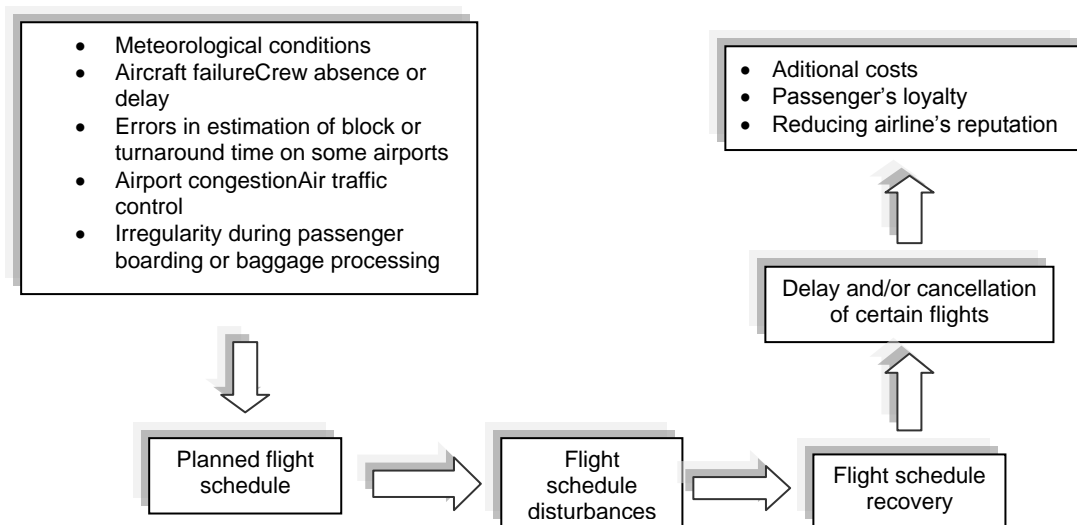 • Meteorological conditions
• Aircraft failureCrew absence or
delay
• Errors in estimation of block or
turnaround time on some airports
• Airport congestionAir traffic
control
• Irregularity during passenger
boarding or baggage processing
Planned flight
schedule
Flight
schedule
disturbances
Flight schedule
recovery
Delay and/or cancellation
of certain flights
• Aditional costs
• Passenger’s loyalty
• Reducing airline’s reputation